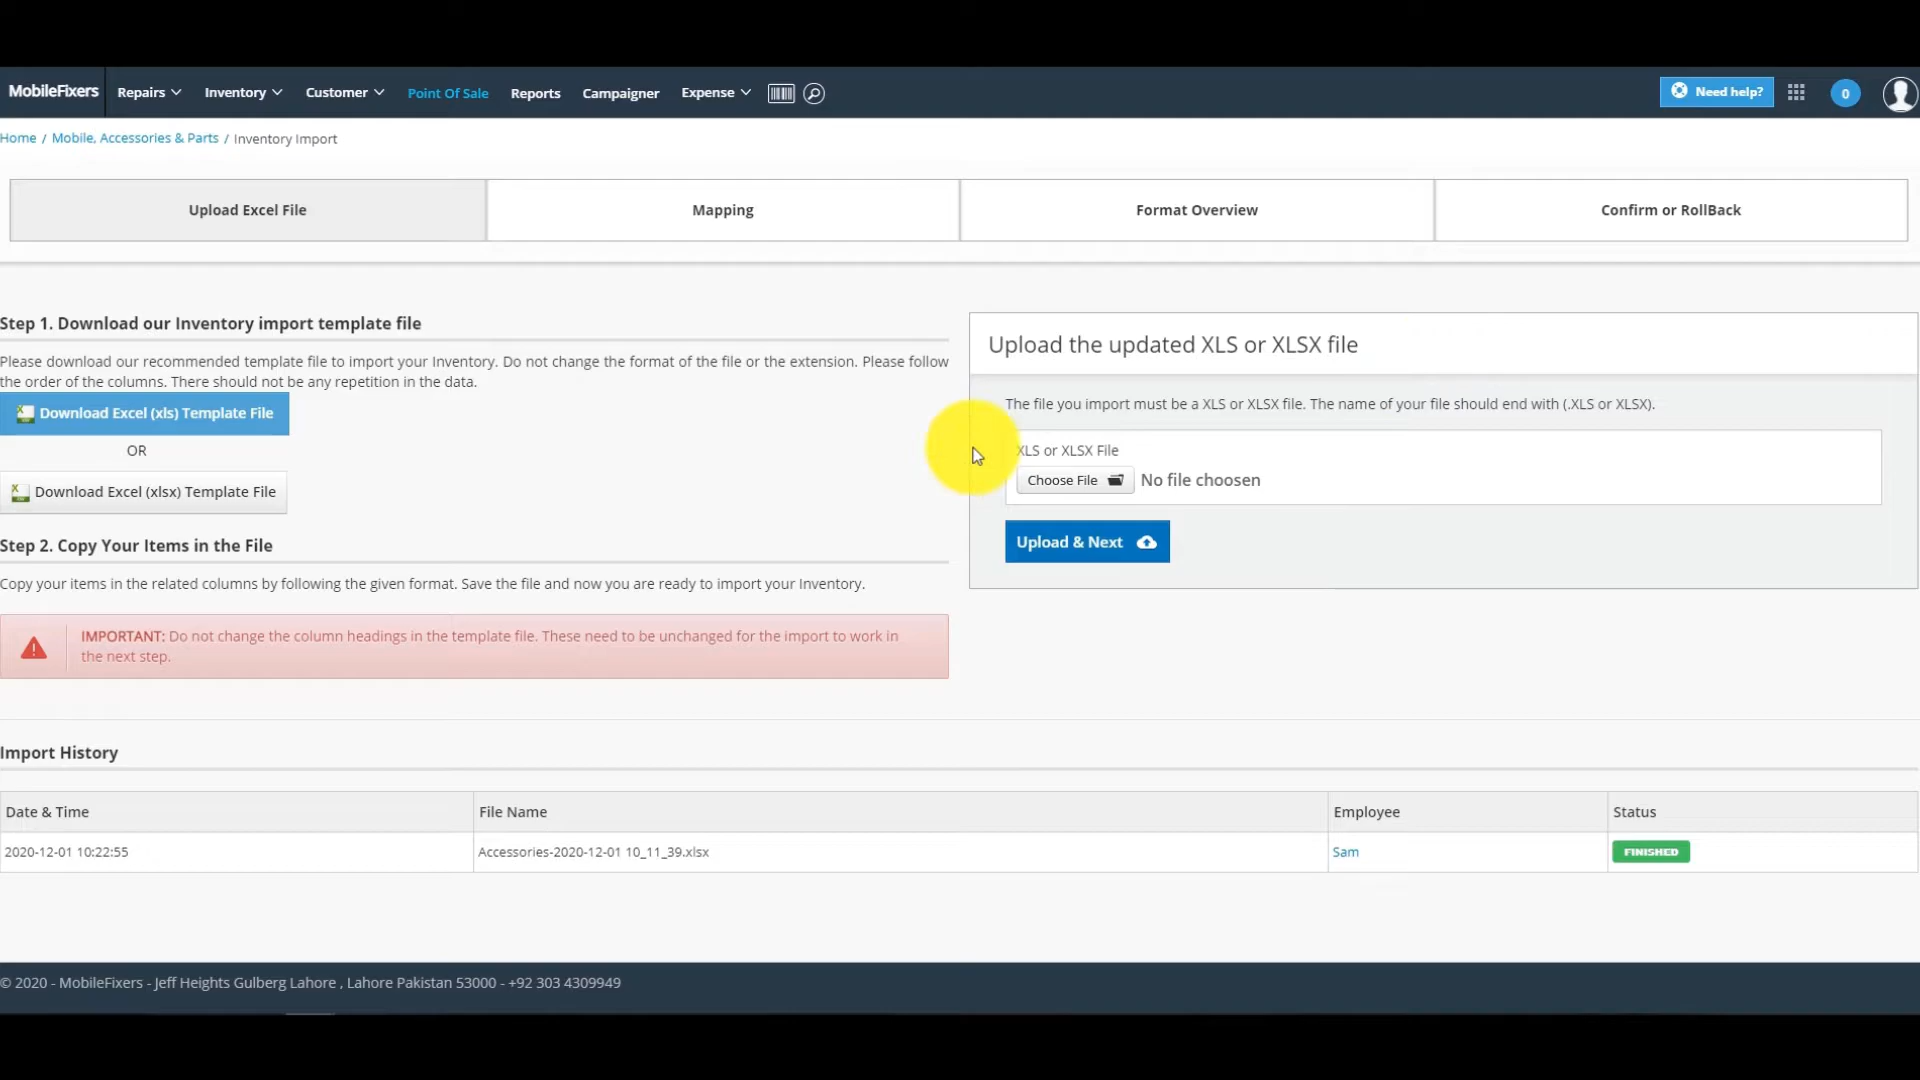 MobileFixers Repairs Inventory Customer Point Of Sale Reports Campaigner Expense Need help? 0
Home / Mobile, Accessories & Parts / Inventory Import
Upload Excel File Mapping Format Overview Confirm or RollBack
Step 1. Download our Inventory import template file
Please download our recommended template file to import your Inventory. Do not change the format of the file or the extension. Please follow
the order of the columns. There should not be any repetition in the data.
Download Excel (xls) Template File
OR
Download Excel (xlsx) Template File
Step 2. Copy Your Items in the File
Copy your items in the related columns by following the given format. Save the file and now you are ready to import your Inventory.
IMPORTANT: Do not change the column headings in the template file. These need to be unchanged for the import to work in
the next step.
Upload the updated XLS or XLSX file
The file you import must be a XLS or XLSX file. The name of your file should end with (.XLS or XLSX).
XLS or XLSX File
Choose File No file choosen
Upload & Next
Import History
Date & Time File Name Employee Status
2020-12-01 10:22:55 Accessories-2020-12-01 10_11_39.xlsx Sam FINISHED
© 2020 - MobileFixers - Jeff Heights Gulberg Lahore , Lahore Pakistan 53000 - +92 303 4309949